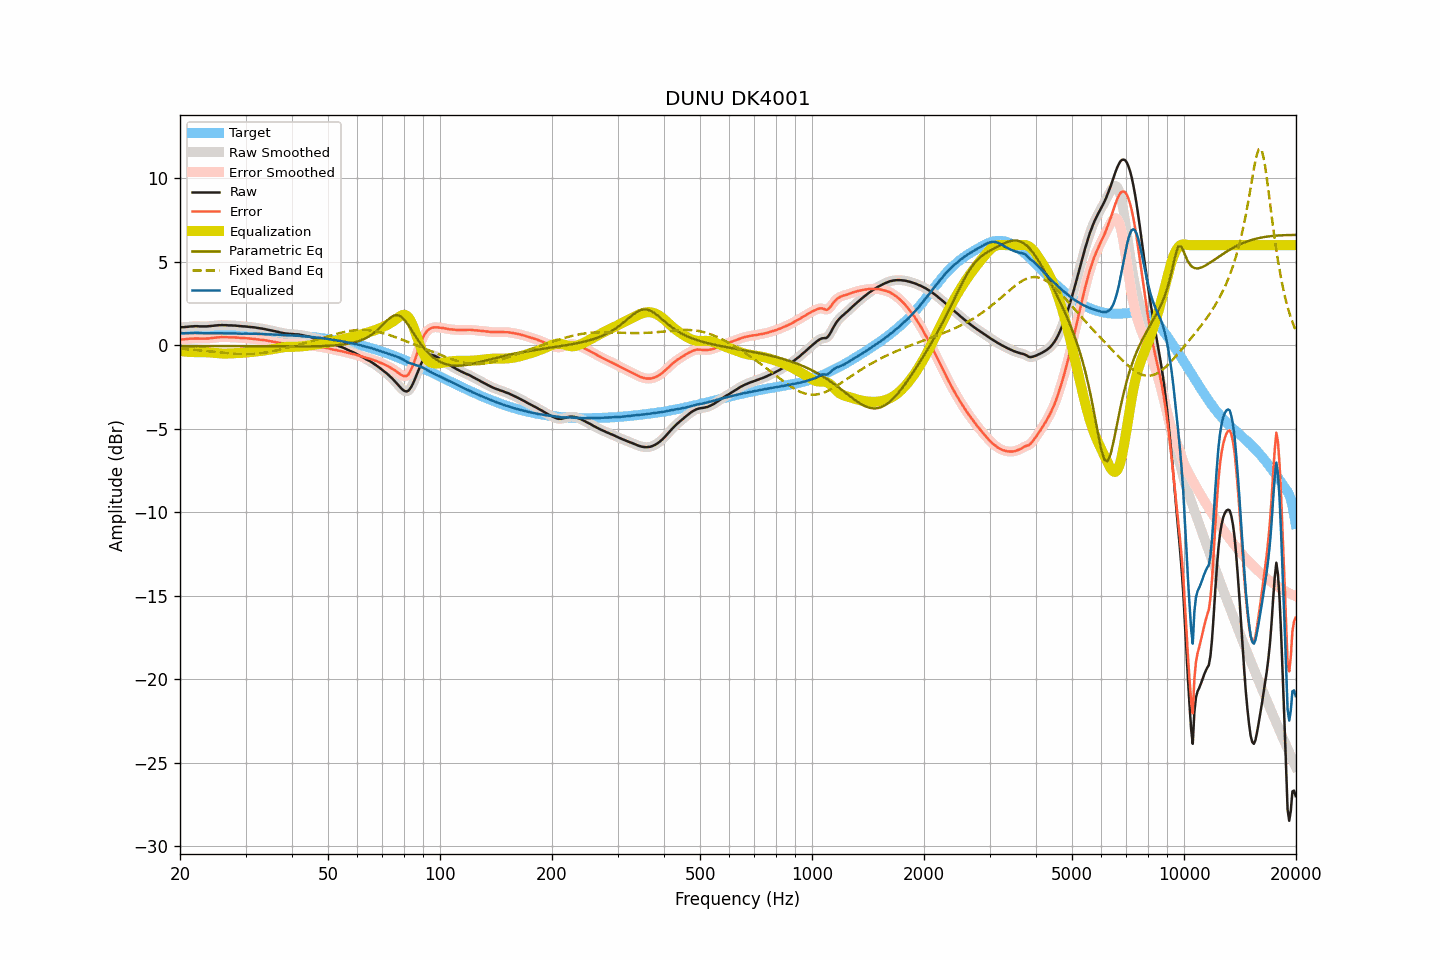 DUNU DK4001
Target
Raw Smoothed
Error Smoothed
Raw
Error
Equalization
Parametric Eq
Fixed Band Eq
Equalized
10
5
0
−5
−10
−15
−20
−25
−30
Amplitude (dBr)
20 50 100 200 500 1000 2000 5000 10000 20000
Frequency (Hz)